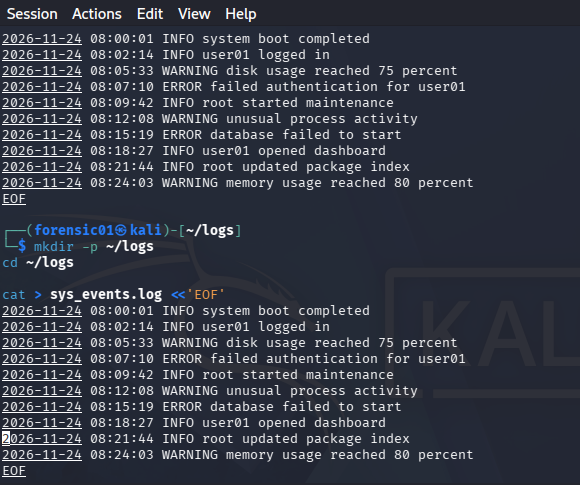 Session Actions Edit View Help
2026-11-24 08:00:01 INFO system boot completed
2026-11-24 08:02:14 INFO user01 logged in
2026-11-24 08:05:33 WARNING disk usage reached 75 percent
2026-11-24 08:07:10 ERROR failed authentication for user01
2026-11-24 08:09:42 INFO root started maintenance
2026-11-24 08:12:08 WARNING unusual process activity
2026-11-24 08:15:19 ERROR database failed to start
2026-11-24 08:18:27 INFO user01 opened dashboard
2026-11-24 08:21:44 INFO root updated package index
2026-11-24 08:24:03 WARNING memory usage reached 80 percent
EOF
┌──(forensic01㉿kali)-[~/logs]
└─$ mkdir -p ~/logs
cd ~/logs
cat > sys_events.log <<'EOF'
2026-11-24 08:00:01 INFO system boot completed
2026-11-24 08:02:14 INFO user01 logged in
2026-11-24 08:05:33 WARNING disk usage reached 75 percent
2026-11-24 08:07:10 ERROR failed authentication for user01
2026-11-24 08:09:42 INFO root started maintenance
2026-11-24 08:12:08 WARNING unusual process activity
2026-11-24 08:15:19 ERROR database failed to start
2026-11-24 08:18:27 INFO user01 opened dashboard
2026-11-24 08:21:44 INFO root updated package index
2026-11-24 08:24:03 WARNING memory usage reached 80 percent
EOF
KAL